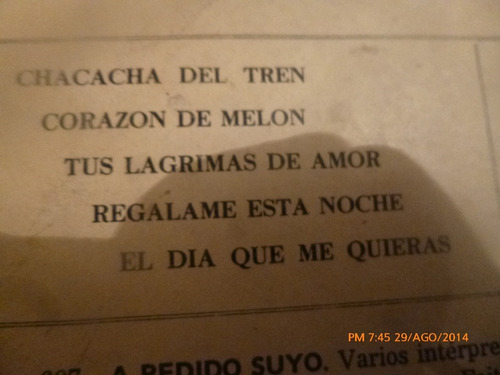 CHACACHA DEL TREN
CORAZON DE MELON
TUS LAGRIMAS DE AMOR
REGALAME ESTA NOCHE
EL DIA QUE ME QUIERAS
PM 7:45 29/AGO/2014
A PEDIDO SUYO. Varios interpre